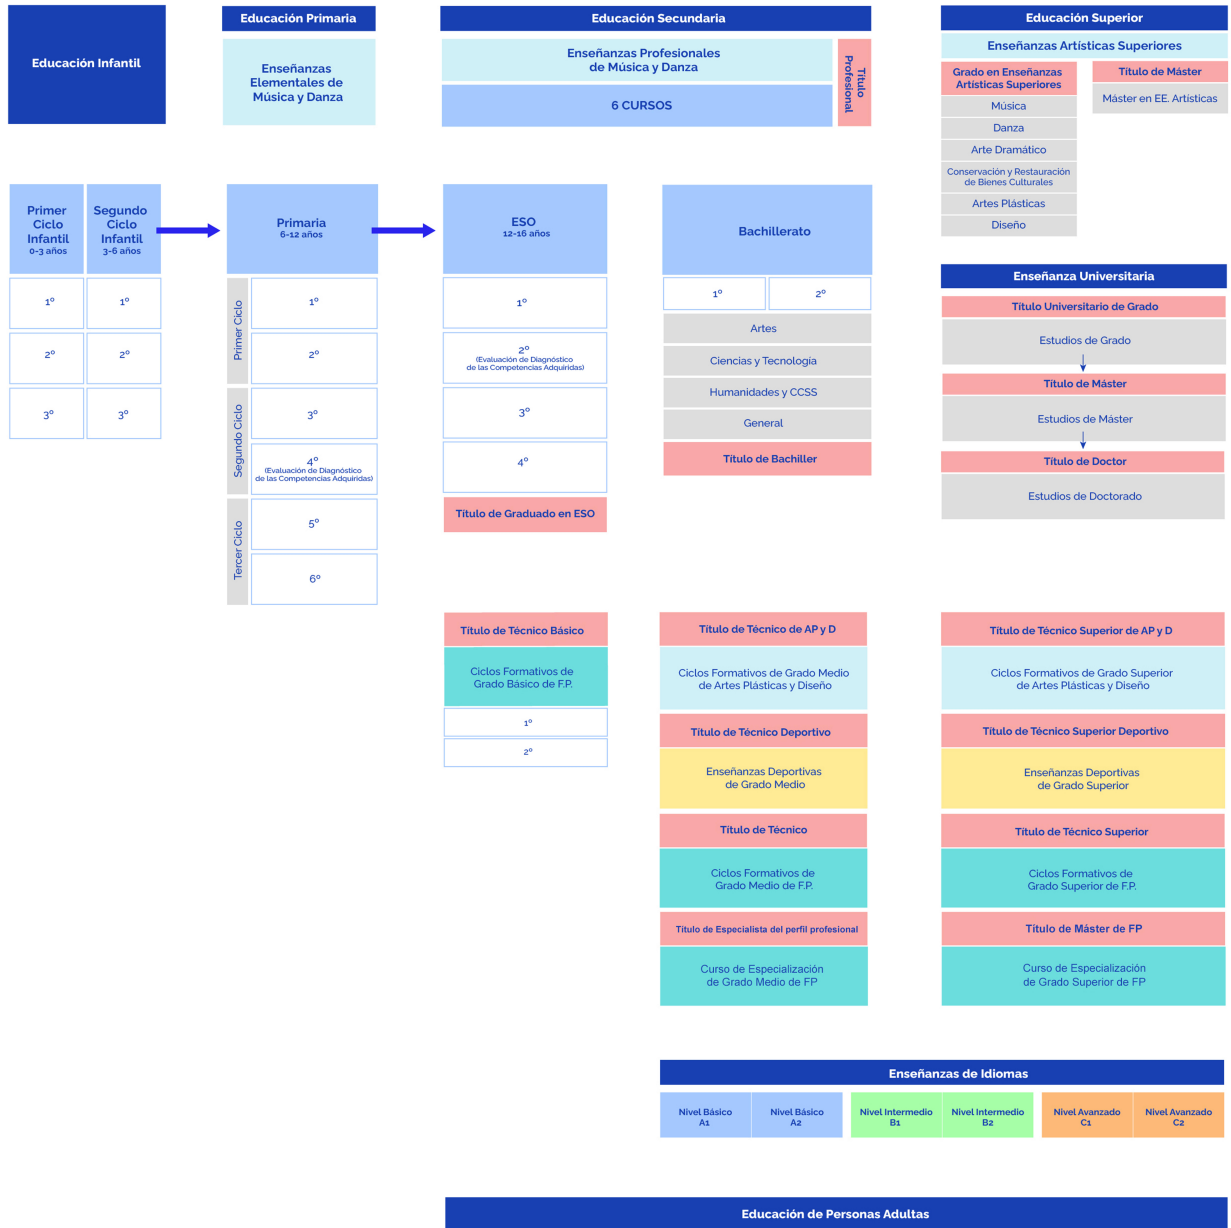 Educación Infantil
Educación Primaria
Enseñanzas
Elementales de
Música y Danza
Educación Secundaria
Enseñanzas Profesionales
de Música y Danza
6 CURSOS
Título
Profesional
Educación Superior
Enseñanzas Artísticas Superiores
Grado en Enseñanzas
Artísticas Superiores
Música
Danza
Arte Dramático
Conservación y Restauración
de Bienes Culturales
Artes Plásticas
Diseño
Título de Máster
Máster en EE. Artísticas
Primer
Ciclo
Infantil
0-3 años
1º
2º
3º
Segundo
Ciclo
Infantil
3-6 años
1º
2º
3º
Primaria
6-12 años
Primer Ciclo
1º
2º
Segundo Ciclo
3º
4º
(Evaluación de Diagnóstico
de las Competencias Adquiridas)
Tercer Ciclo
5º
6º
ESO
12-16 años
1º
2º
(Evaluación de Diagnóstico
de las Competencias Adquiridas)
3º
4º
Título de Graduado en ESO
Bachillerato
1º
2º
Artes
Ciencias y Tecnología
Humanidades y CCSS
General
Título de Bachiller
Enseñanza Universitaria
Título Universitario de Grado
Estudios de Grado
Título de Máster
Estudios de Máster
Título de Doctor
Estudios de Doctorado
Título de Técnico Básico
Ciclos Formativos de
Grado Básico de F.P.
1º
2º
Título de Técnico de AP y D
Ciclos Formativos de Grado Medio
de Artes Plásticas y Diseño
Título de Técnico Deportivo
Enseñanzas Deportivas
de Grado Medio
Título de Técnico
Ciclos Formativos de
Grado Medio de F.P.
Título de Especialista del perfil profesional
Curso de Especialización
de Grado Medio de FP
Título de Técnico Superior de AP y D
Ciclos Formativos de Grado Superior
de Artes Plásticas y Diseño
Título de Técnico Superior Deportivo
Enseñanzas Deportivas
de Grado Superior
Título de Técnico Superior
Ciclos Formativos de
Grado Superior de F.P.
Título de Máster de FP
Curso de Especialización
de Grado Superior de FP
Enseñanzas de Idiomas
Nivel Básico
A1
Nivel Básico
A2
Nivel Intermedio
B1
Nivel Intermedio
B2
Nivel Avanzado
C1
Nivel Avanzado
C2
Educación de Personas Adultas